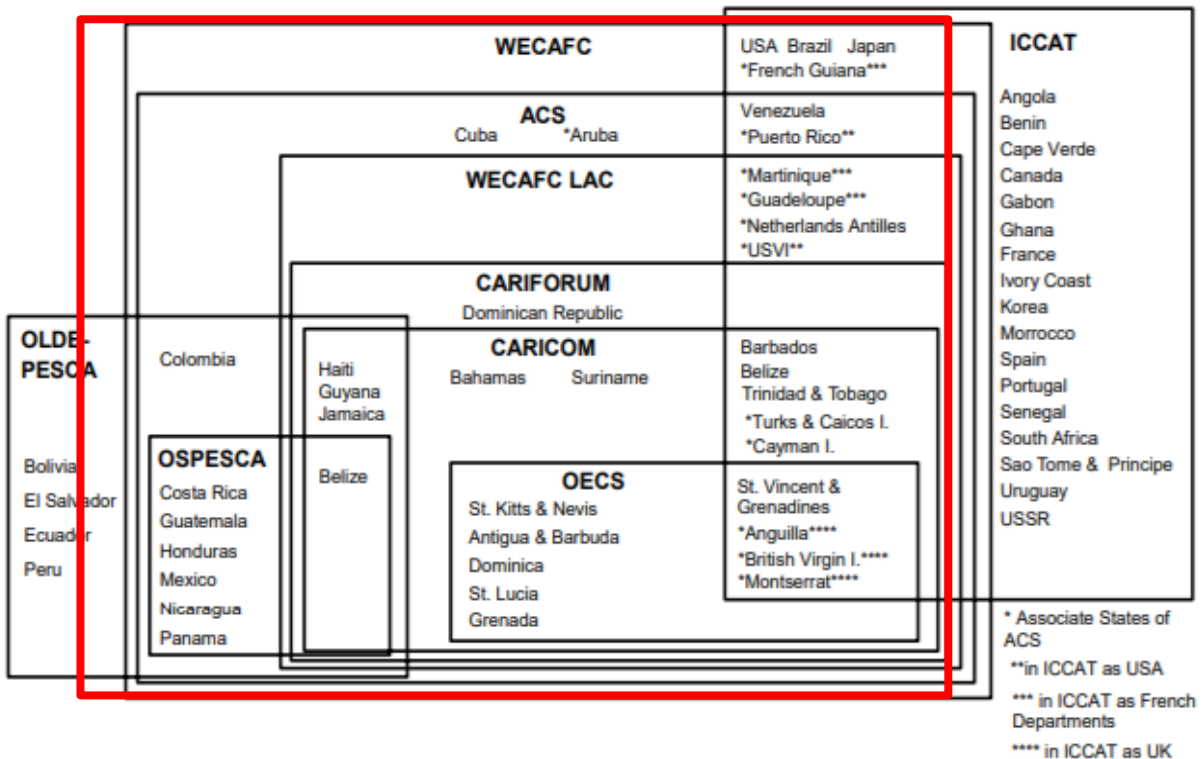 WECAFC
USA Brazil Japan
*French Guiana***
ICCAT
Angola
Benin
Cape Verde
Canada
Gabon
Ghana
France
Ivory Coast
Korea
Morrocco
Spain
Portugal
Senegal
South Africa
Sao Tome & Principe
Uruguay
USSR
ACS
Cuba *Aruba
Venezuela
*Puerto Rico**
WECAFC LAC
*Martinique***
*Guadeloupe***
*Netherlands Antilles
*USVI**
CARIFORUM
Dominican Republic
OLDE-
PESCA
Bolivia
El Salvador
Ecuador
Peru
Colombia
Haiti
Guyana
Jamaica
CARICOM
Bahamas Suriname
Barbados
Belize
Trinidad & Tobago
*Turks & Caicos I.
*Cayman I.
OSPESCA
Costa Rica
Guatemala
Honduras
Mexico
Nicaragua
Panama
Belize
OECS
St. Kitts & Nevis
Antigua & Barbuda
Dominica
St. Lucia
Grenada
St. Vincent &
Grenadines
*Anguilla****
*British Virgin I.****
*Montserrat****
* Associate States of
ACS
**in ICCAT as USA
*** in ICCAT as French
Departments
**** in ICCAT as UK